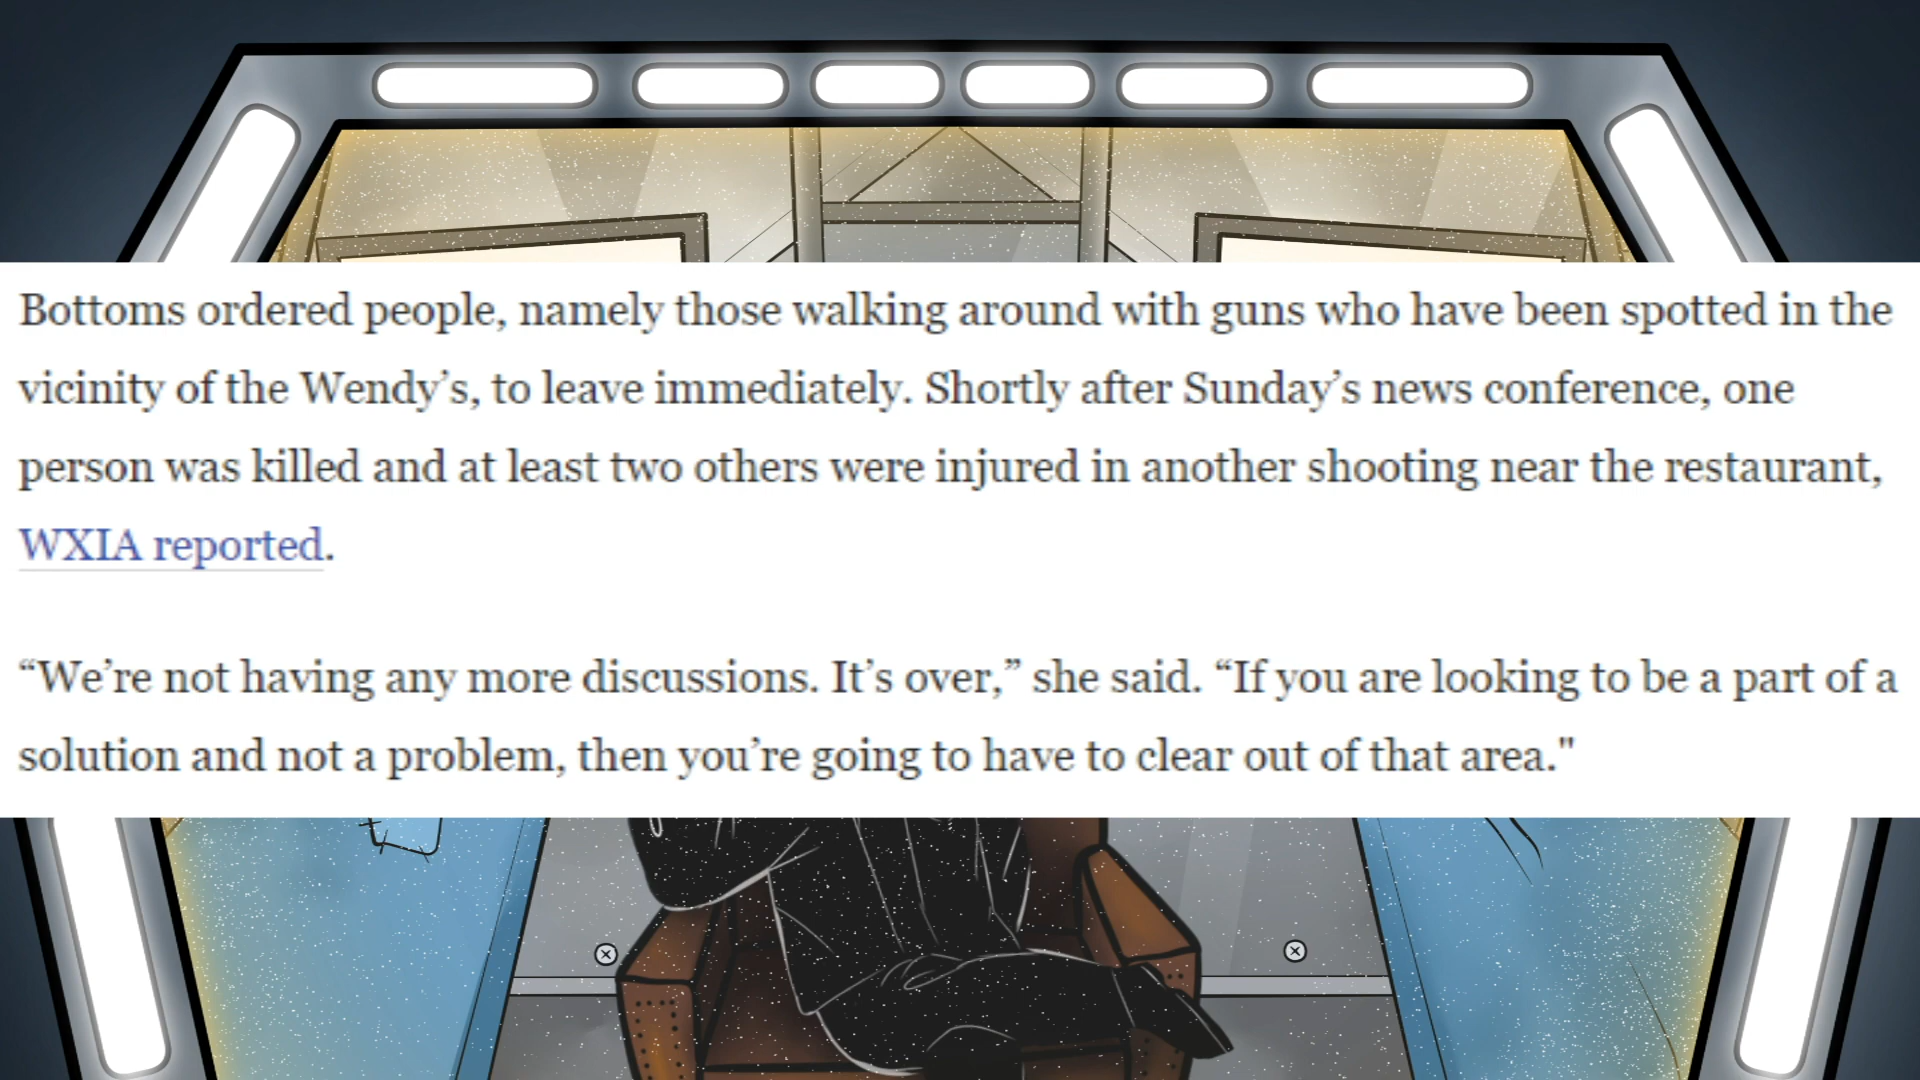 Bottoms ordered people, namely those walking around with guns who have been spotted in the
vicinity of the Wendy’s, to leave immediately. Shortly after Sunday’s news conference, one
person was killed and at least two others were injured in another shooting near the restaurant,
WXIA reported.
“We’re not having any more discussions. It’s over,” she said. “If you are looking to be a part of a
solution and not a problem, then you’re going to have to clear out of that area."